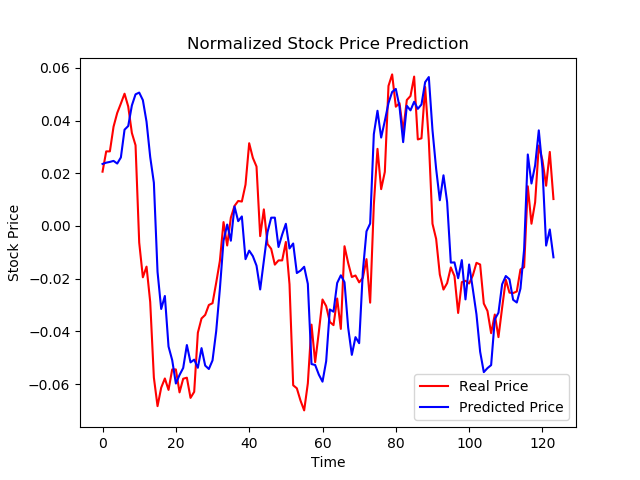 Normalized Stock Price Prediction
0.06
0.04
0.02
0.00
−0.02
−0.04
−0.06
Stock Price
0 20 40 60 80 100 120
Time
Real Price
Predicted Price